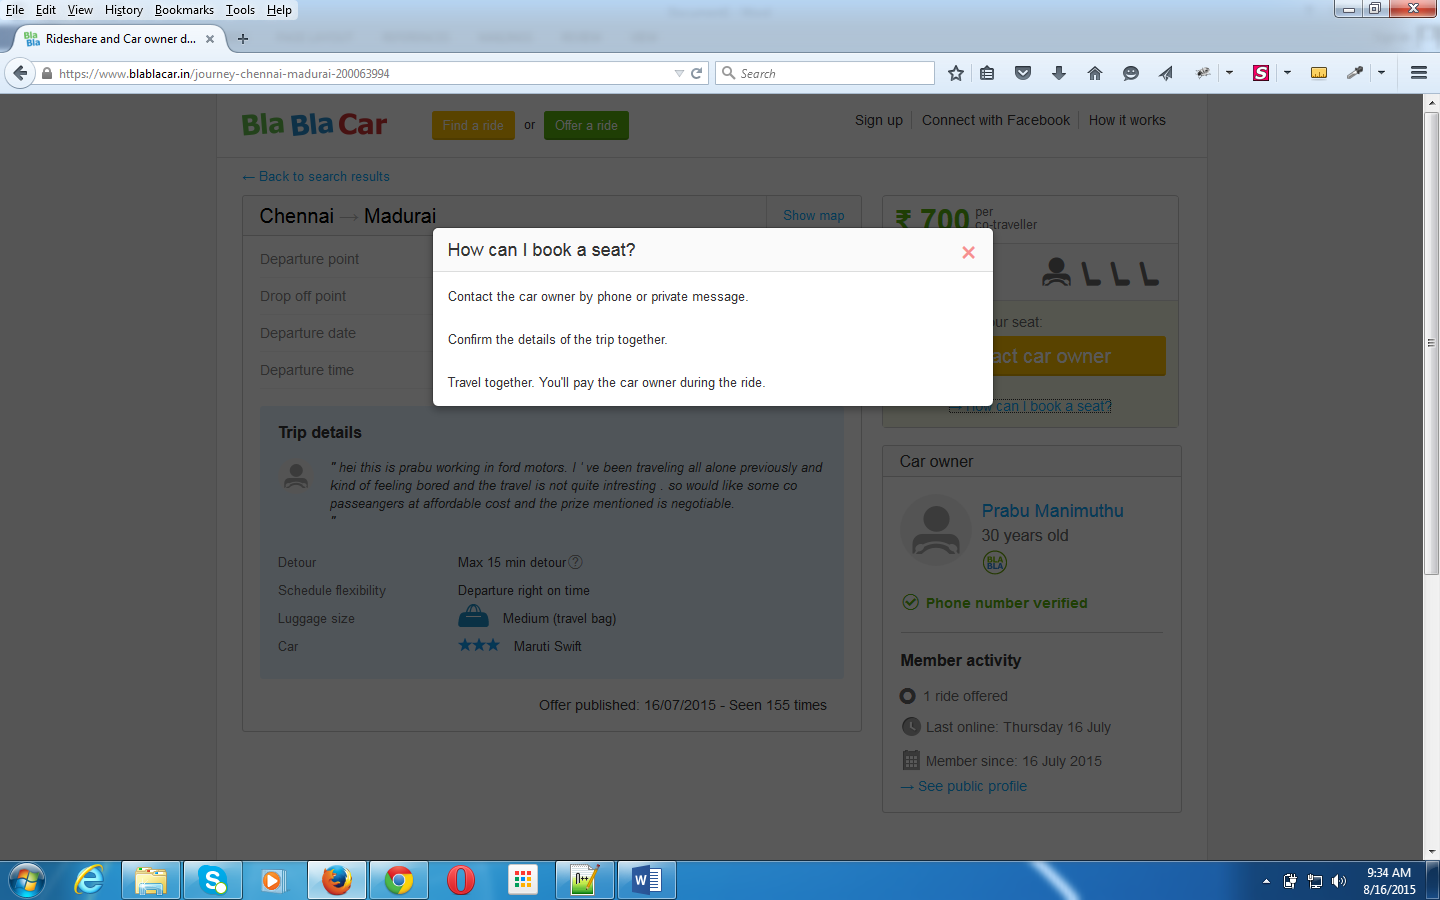 File Edit View History Bookmarks Tools Help
Bla Bla Rideshare and Car owner d...
https://www.blablacar.in/journey-chennai-madurai-200063994
Search
Bla Bla Car
Find a ride or Offer a ride
Sign up Connect with Facebook How it works
← Back to search results
Chennai → Madurai
Show map
₹ 700 per
co-traveller
How can I book a seat?
Departure point
Contact the car owner by phone or private message.
Drop off point
ur seat:
Departure date
Confirm the details of the trip together.
act car owner
Departure time
Travel together. You'll pay the car owner during the ride.
→ How can I book a seat?
Trip details
" hei this is prabu working in ford motors. I ' ve been traveling all alone previously and
kind of feeling bored and the travel is not quite intresting . so would like some co
passeangers at affordable cost and the prize mentioned is negotiable.
"
Detour Max 15 min detour ?
Schedule flexibility Departure right on time
Luggage size Medium (travel bag)
Car Maruti Swift
Offer published: 16/07/2015 - Seen 155 times
Car owner
Prabu Manimuthu
30 years old
BLA
BLA
Phone number verified
Member activity
1 ride offered
Last online: Thursday 16 July
Member since: 16 July 2015
→ See public profile
9:34 AM
8/16/2015